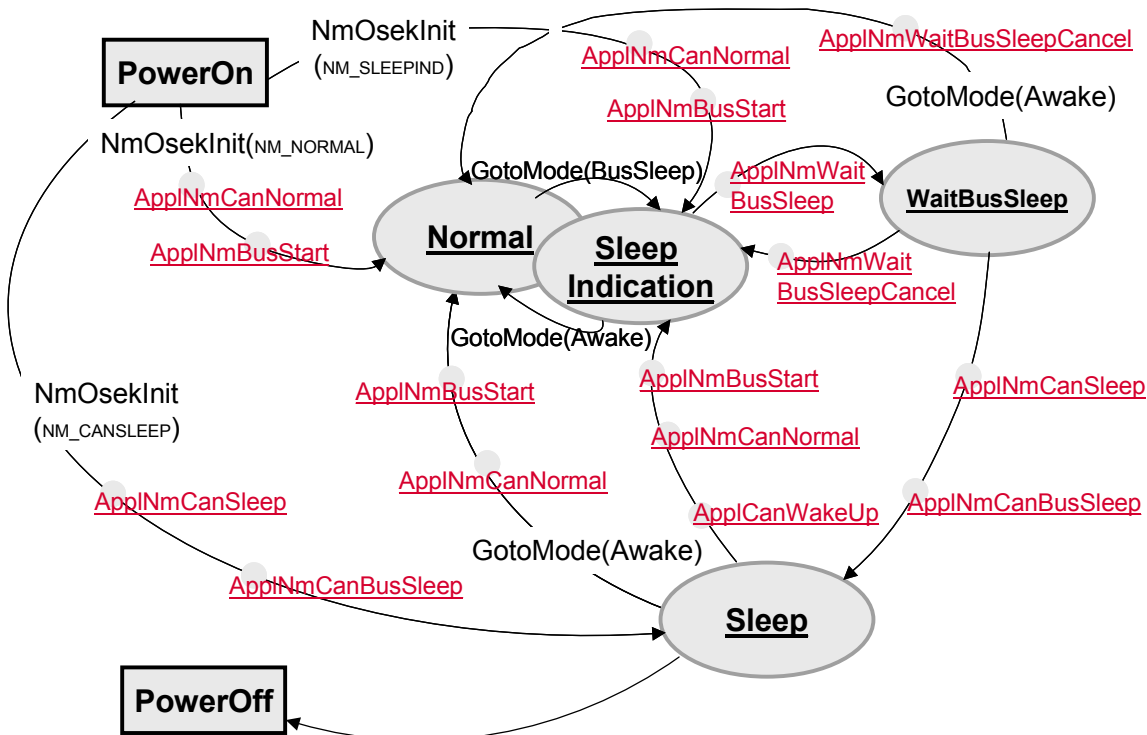 NmOsekInit
(NM_SLEEPIND)
ApplNmCanNormal
ApplNmWaitBusSleepCancel
PowerOn
GotoMode(Awake)
ApplNmBusStart
NmOsekInit(NM_NORMAL)
GotoMode(BusSleep)
ApplNmWait
BusSleep
ApplNmCanNormal
WaitBusSleep
Normal
Sleep
Indication
ApplNmBusStart
ApplNmWait
BusSleepCancel
GotoMode(Awake)
NmOsekInit
(NM_CANSLEEP)
ApplNmBusStart
ApplNmBusStart
ApplNmCanSleep
ApplNmCanNormal
ApplNmCanNormal
ApplNmCanSleep
ApplCanWakeUp
ApplNmCanBusSleep
GotoMode(Awake)
ApplNmCanBusSleep
Sleep
PowerOff